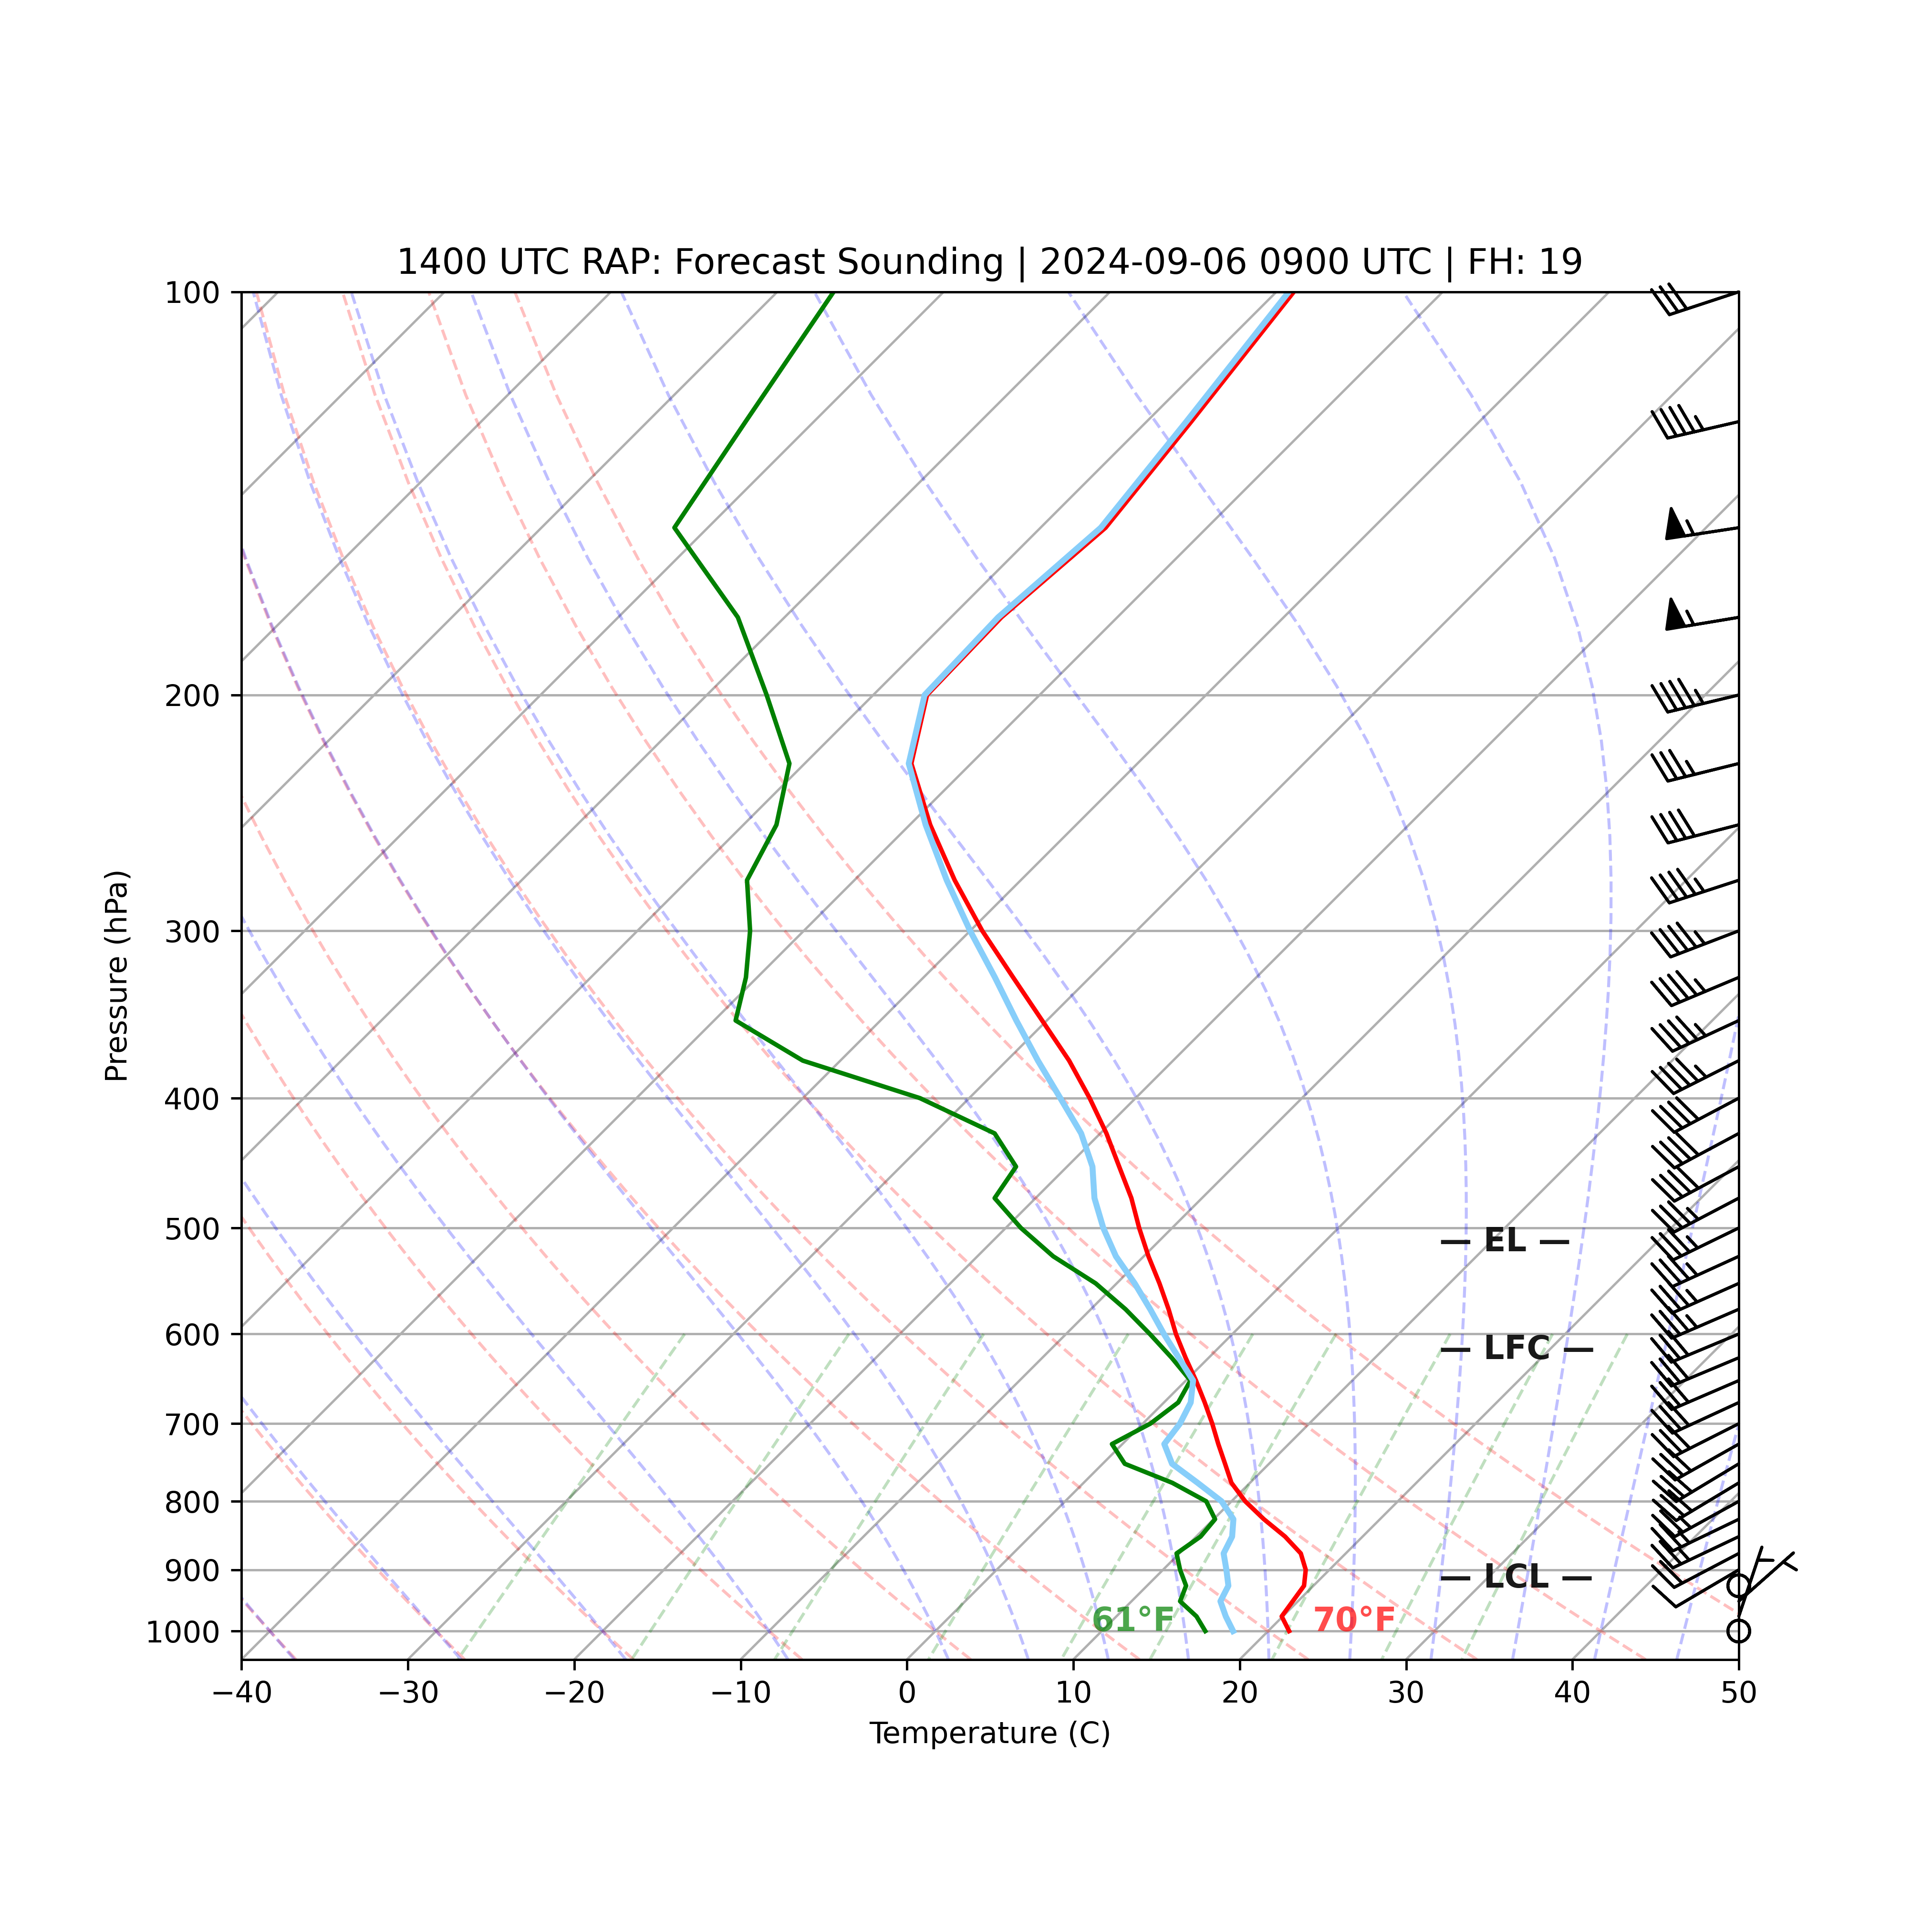 1400 UTC RAP: Forecast Sounding | 2024-09-06 0900 UTC | FH: 19
100
200
300
400
500
600
700
800
900
1000
Pressure (hPa)
— EL —
— LFC —
— LCL —
61°F
70°F
−40 −30 −20 −10 0 10 20 30 40 50
Temperature (C)